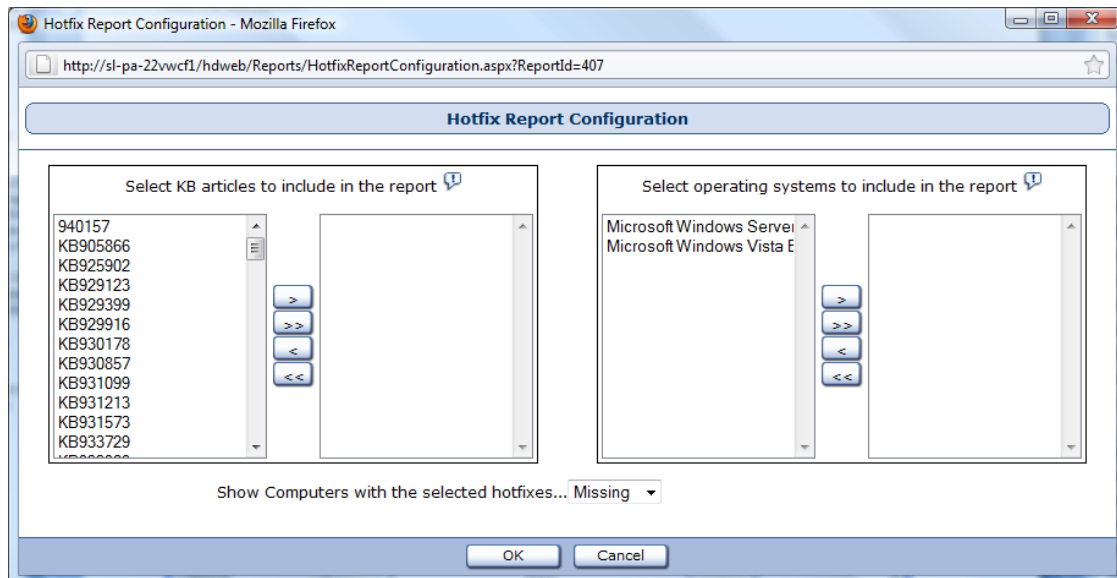 Hotfix Report Configuration - Mozilla Firefox
http://sl-pa-22vwcf1/hdweb/Reports/HotfixReportConfiguration.aspx?ReportId=407
Hotfix Report Configuration
Select KB articles to include in the report
940157
KB905866
KB925902
KB929123
KB929399
KB929916
KB930178
KB930857
KB931099
KB931213
KB931573
KB933729
>
>>
<
<<
Select operating systems to include in the report
Microsoft Windows Server
Microsoft Windows Vista E
>
>>
<
<<
Show Computers with the selected hotfixes... Missing
OK Cancel